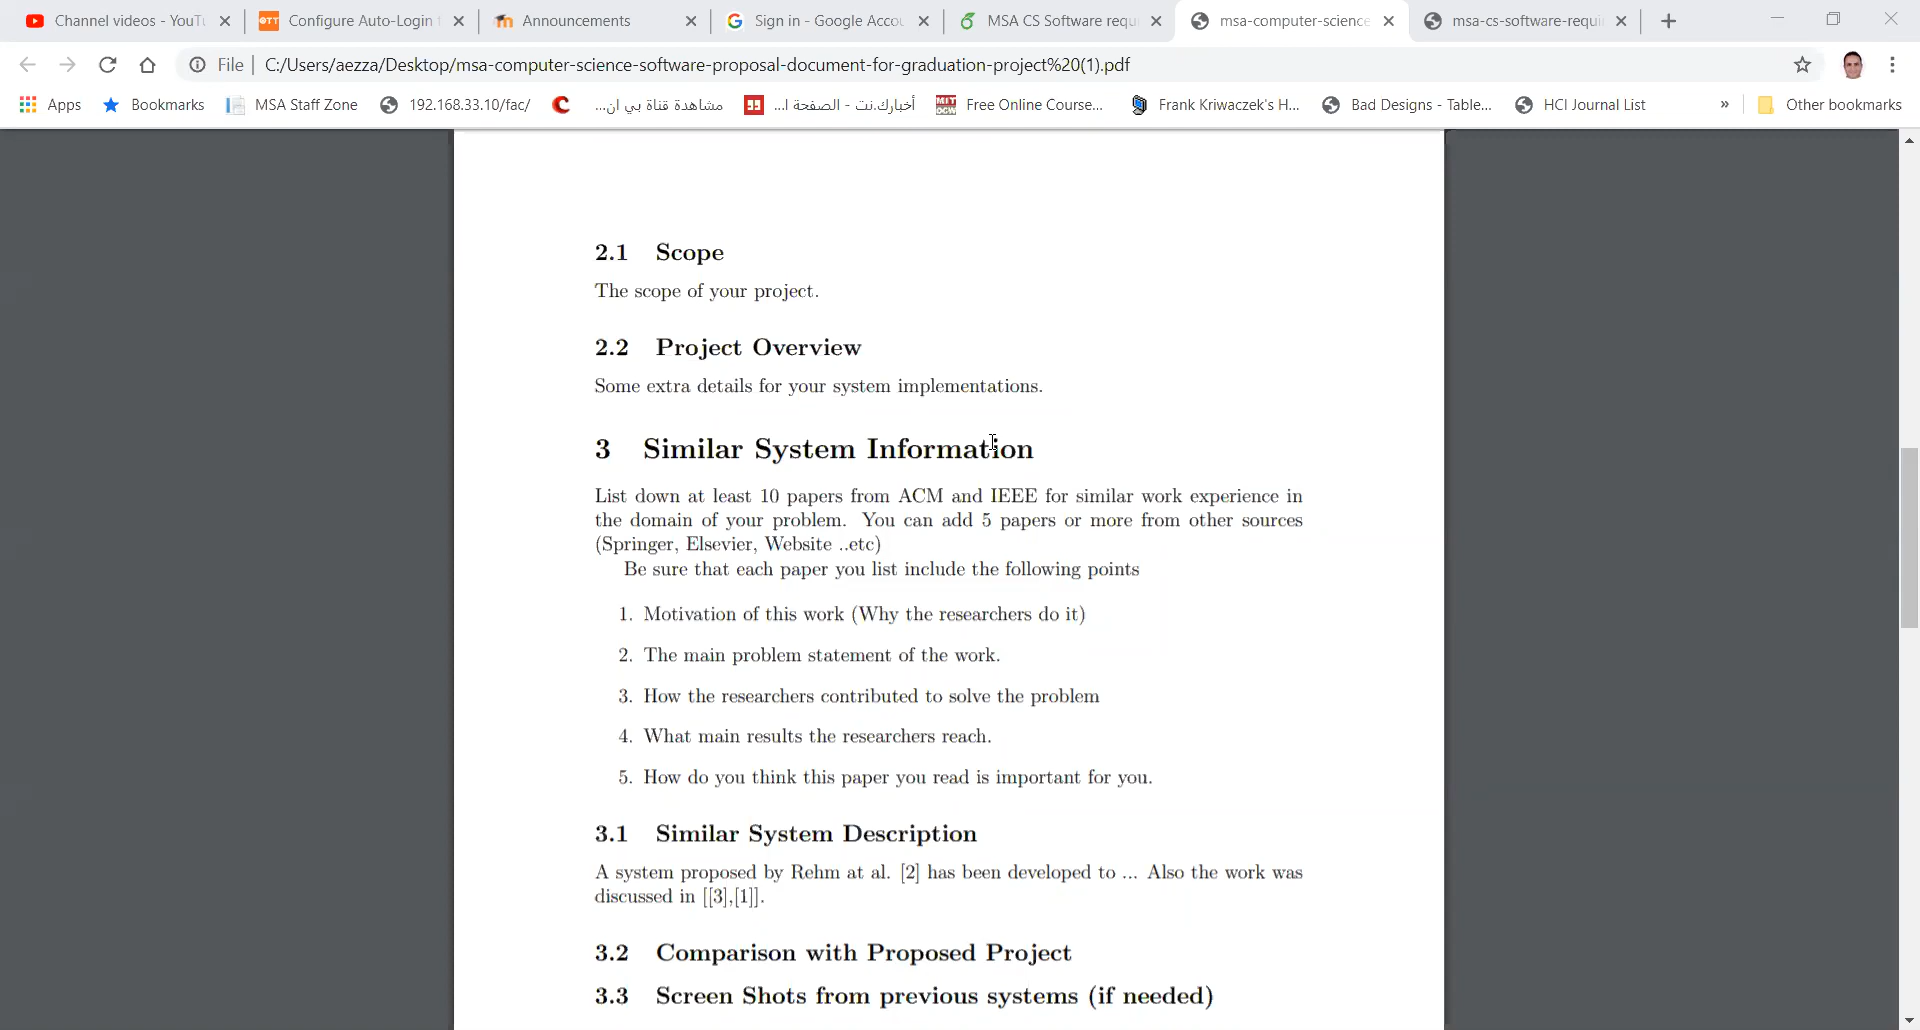 Channel videos - YouTu
Configure Auto-Login f
Announcements
Sign in - Google Accou
MSA CS Software requi
msa-computer-science
msa-cs-software-requir
File | C:/Users/aezza/Desktop/msa-computer-science-software-proposal-document-for-graduation-project%20(1).pdf
Apps Bookmarks MSA Staff Zone 192.168.33.10/fac/ مشاهدة قناة بي ان... أخبارك.نت - الصفحة ا... Free Online Course... Frank Kriwaczek's H... Bad Designs - Table... HCI Journal List » Other bookmarks
2.1 Scope
The scope of your project.
2.2 Project Overview
Some extra details for your system implementations.
3 Similar System Information
List down at least 10 papers from ACM and IEEE for similar work experience in
the domain of your problem. You can add 5 papers or more from other sources
(Springer, Elsevier, Website ..etc)
Be sure that each paper you list include the following points
1. Motivation of this work (Why the researchers do it)
2. The main problem statement of the work.
3. How the researchers contributed to solve the problem
4. What main results the researchers reach.
5. How do you think this paper you read is important for you.
3.1 Similar System Description
A system proposed by Rehm at al. [2] has been developed to ... Also the work was
discussed in [[3],[1]].
3.2 Comparison with Proposed Project
3.3 Screen Shots from previous systems (if needed)